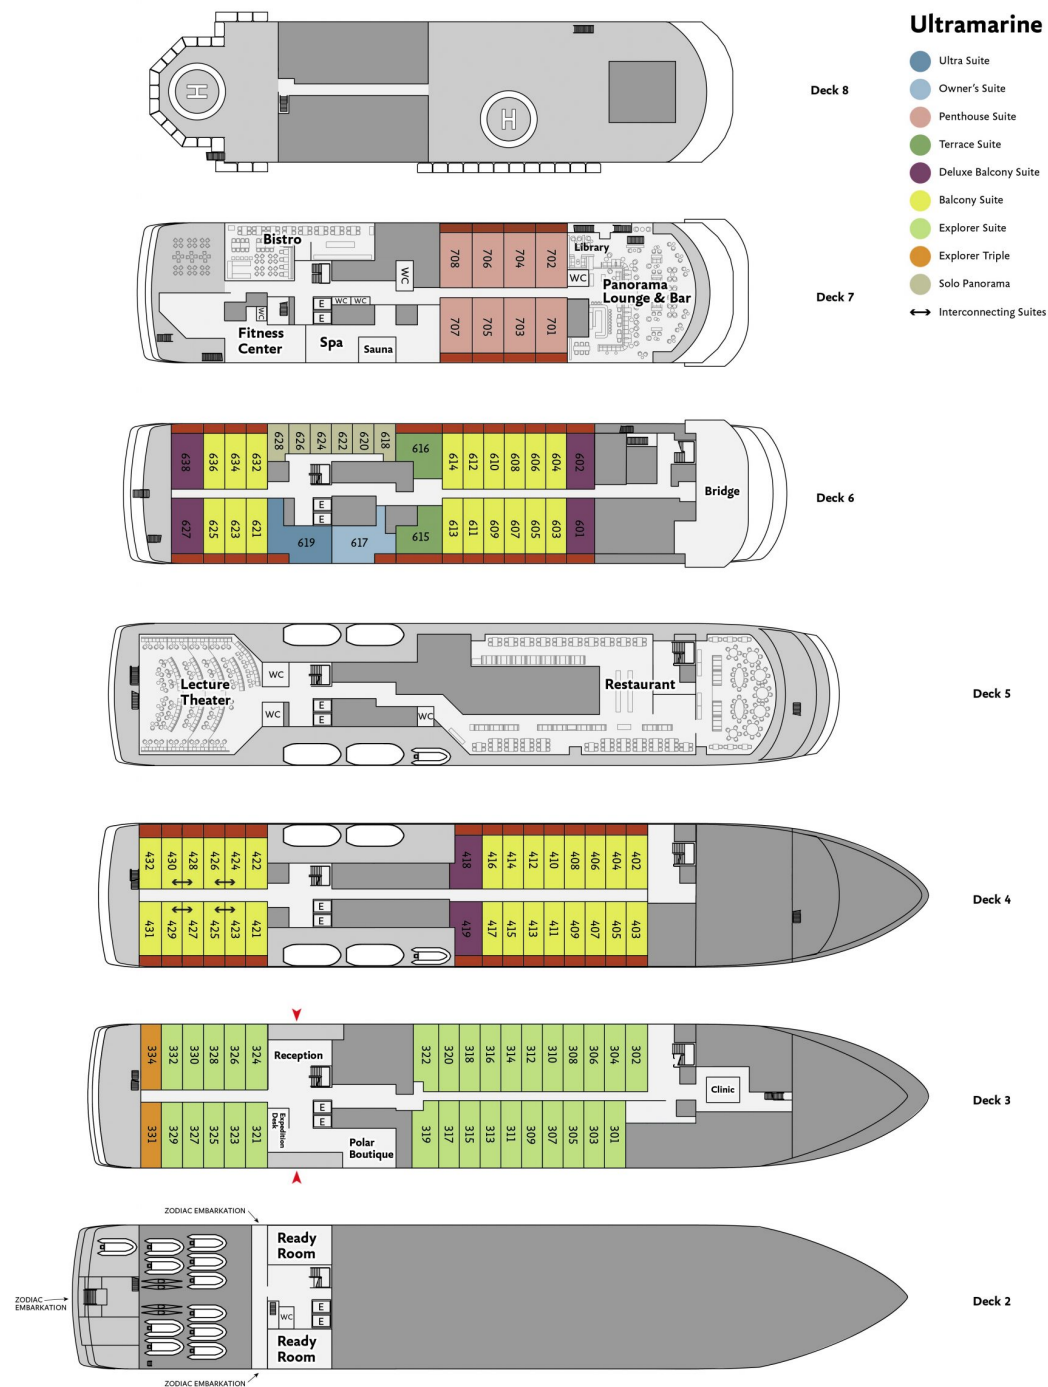 Ultramarine
Ultra Suite
Owner's Suite
Penthouse Suite
Terrace Suite
Deluxe Balcony Suite
Balcony Suite
Explorer Suite
Explorer Triple
Solo Panorama
Interconnecting Suites
Deck 8
H
H
Deck 7
Bistro
WC
708
706
704
702
Library
WC
Panorama
Lounge & Bar
E
E
WC
WC
WC
Fitness
Center
Spa
Sauna
707
705
703
701
Deck 6
638
636
634
632
628
626
624
622
620
618
616
614
612
610
608
606
604
602
Bridge
E
E
627
625
623
621
619
617
615
613
611
609
607
605
603
601
Deck 5
Lecture
Theater
WC
WC
E
E
WC
Restaurant
Deck 4
432
430
428
426
424
422
418
416
414
412
410
408
406
404
402
E
E
431
429
427
425
423
421
419
417
415
413
411
409
407
405
403
Deck 3
334
332
330
328
326
324
Reception
322
320
318
316
314
312
310
308
306
304
302
Clinic
E
E
331
329
327
325
323
321
Expedition
Desk
Polar
Boutique
319
317
315
313
311
309
307
305
303
301
Deck 2
ZODIAC EMBARKATION
Ready
Room
ZODIAC
EMBARKATION
E
E
WC
Ready
Room
ZODIAC EMBARKATION